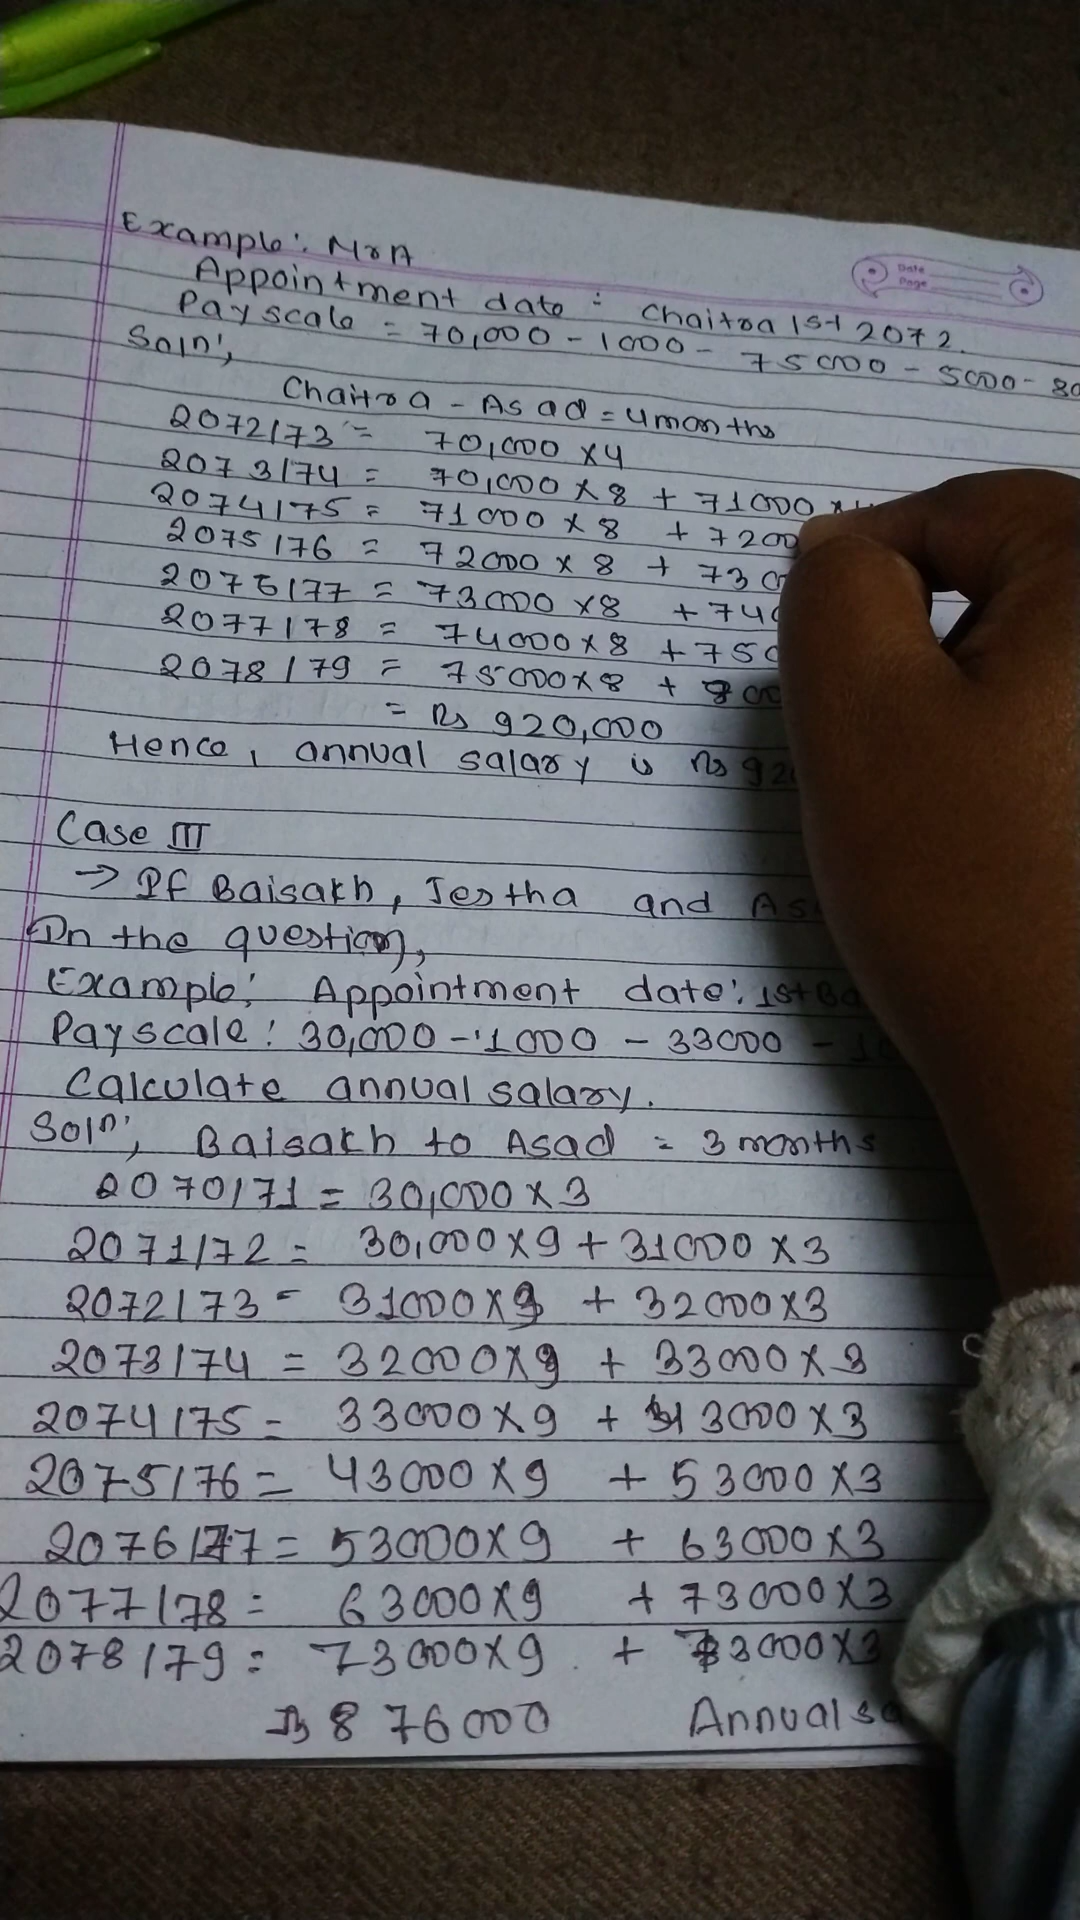 Example: Mr A
Date
Page
Appointment date : Chaitra 1st 2072.
Payscale = 70,000 - 1000 - 75000 - 5000 - 80
Soln;
Chaitra - Asad = 4 months
2072/73 = 70,000 x 4
2073/74 = 70,000 x 8 + 71000 x
2074/75 = 71000 x 8 + 7200
2075/76 = 72000 x 8 + 730
2076/77 = 73000 x 8 + 740
2077/78 = 74000 x 8 + 750
2078/79 = 75000 x 8 + 800
= Rs 920,000
Hence, annual salary is Rs 92
Case III
→ If Baisakh, Jestha and As
In the question,
Example: Appointment date: 1st Ba
Payscale: 30,000 - 1000 - 33000 - 1
Calculate annual salary.
Soln; Baisakh to Asad = 3 months
2070/71 = 30,000 x 3
2071/72 = 30,000 x 9 + 31000 x 3
2072/73 = 31000 x 9 + 32000 x 3
2073/74 = 32000 x 9 + 33000 x 3
2074/75 = 33000 x 9 + 43000 x 3
2075/76 = 43000 x 9 + 53000 x 3
2076/77 = 53000 x 9 + 63000 x 3
2077/78 = 63000 x 9 + 73000 x 3
2078/79 = 73000 x 9 + 73000 x 3
Rs 876000 Annual sa